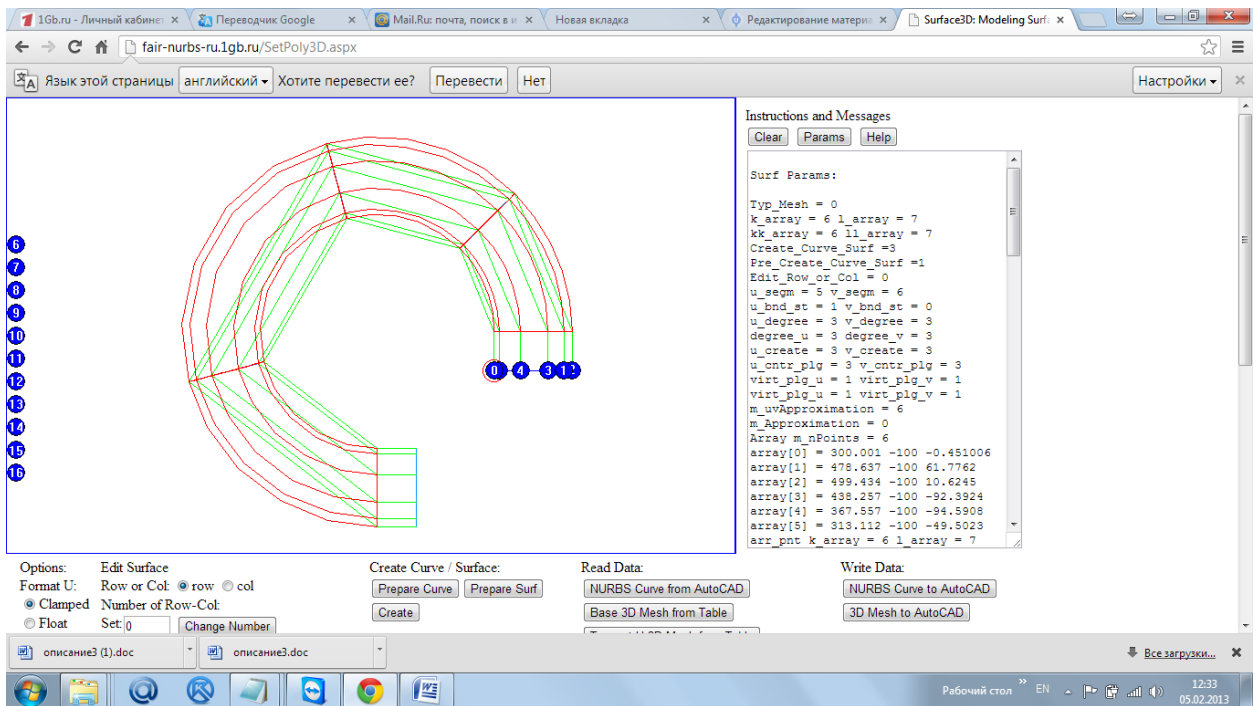 1Gb.ru - Личный кабинет
Переводчик Google
Mail.Ru: почта, поиск в и
Новая вкладка
Редактирование материа
Surface3D: Modeling Surfa
fair-nurbs-ru.1gb.ru/SetPoly3D.aspx
Язык этой страницы английский Хотите перевести ее? Перевести Нет Настройки
Instructions and Messages
Clear Params Help
Surf Params:
Typ_Mesh = 0
k_array = 6 l_array = 7
kk_array = 6 ll_array = 7
Create_Curve_Surf =3
Pre_Create_Curve_Surf =1
Edit_Row_or_Col = 0
u_segm = 5 v_segm = 6
u_bnd_st = 1 v_bnd_st = 0
u_degree = 3 v_degree = 3
degree_u = 3 degree_v = 3
u_create = 3 v_create = 3
u_cntr_plg = 3 v_cntr_plg = 3
virt_plg_u = 1 virt_plg_v = 1
virt_plg_u = 1 virt_plg_v = 1
m_uvApproximation = 6
m_Approximation = 0
Array m_nPoints = 6
array[0] = 300.001 -100 -0.451006
array[1] = 478.637 -100 61.7762
array[2] = 499.434 -100 10.6245
array[3] = 438.257 -100 -92.3924
array[4] = 367.557 -100 -94.5908
array[5] = 313.112 -100 -49.5023
arr_pnt k_array = 6 l_array = 7
6
7
8
9
10
11
12
13
14
15
16
0 4 3 1
Options: Edit Surface Create Curve / Surface: Read Data: Write Data:
Format U: Row or Col: row col Prepare Curve Prepare Surf NURBS Curve from AutoCAD NURBS Curve to AutoCAD
Clamped Number of Row-Col: Create Base 3D Mesh from Table 3D Mesh to AutoCAD
Float Set: 0 Change Number
описание3 (1).doc описание3.doc Все загрузки...
Рабочий стол EN 12:33
05.02.2013